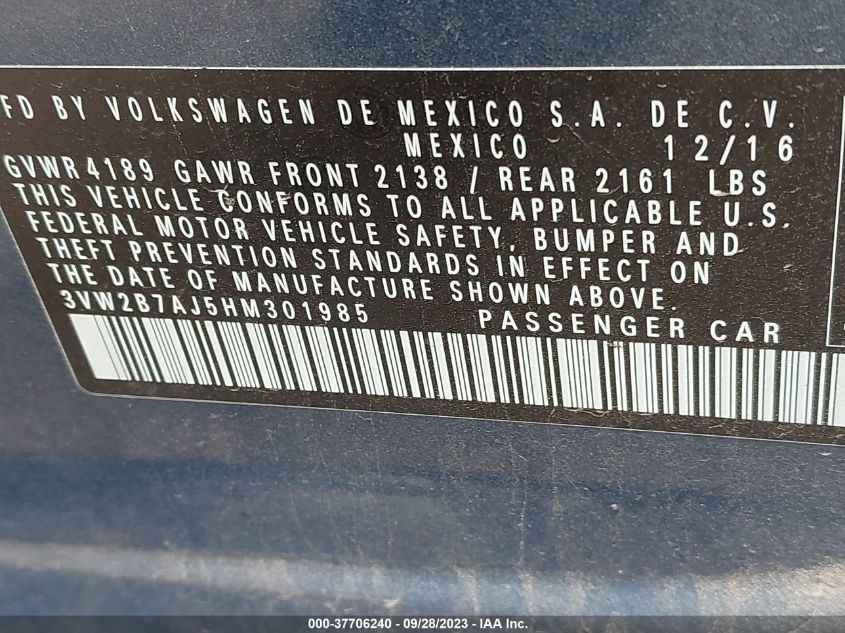 FD BY VOLKSWAGEN DE MEXICO S.A. DE C.V.
MEXICO 12/16
GVWR 4189 GAWR FRONT 2138 / REAR 2161 LBS
THIS VEHICLE CONFORMS TO ALL APPLICABLE U.S.
FEDERAL MOTOR VEHICLE SAFETY, BUMPER AND
THEFT PREVENTION STANDARDS IN EFFECT ON
THE DATE OF MANUFACTURE SHOWN ABOVE.
3VW2B7AJ5HM301985 PASSENGER CAR
000-37706240 - 09/28/2023 - IAA Inc.